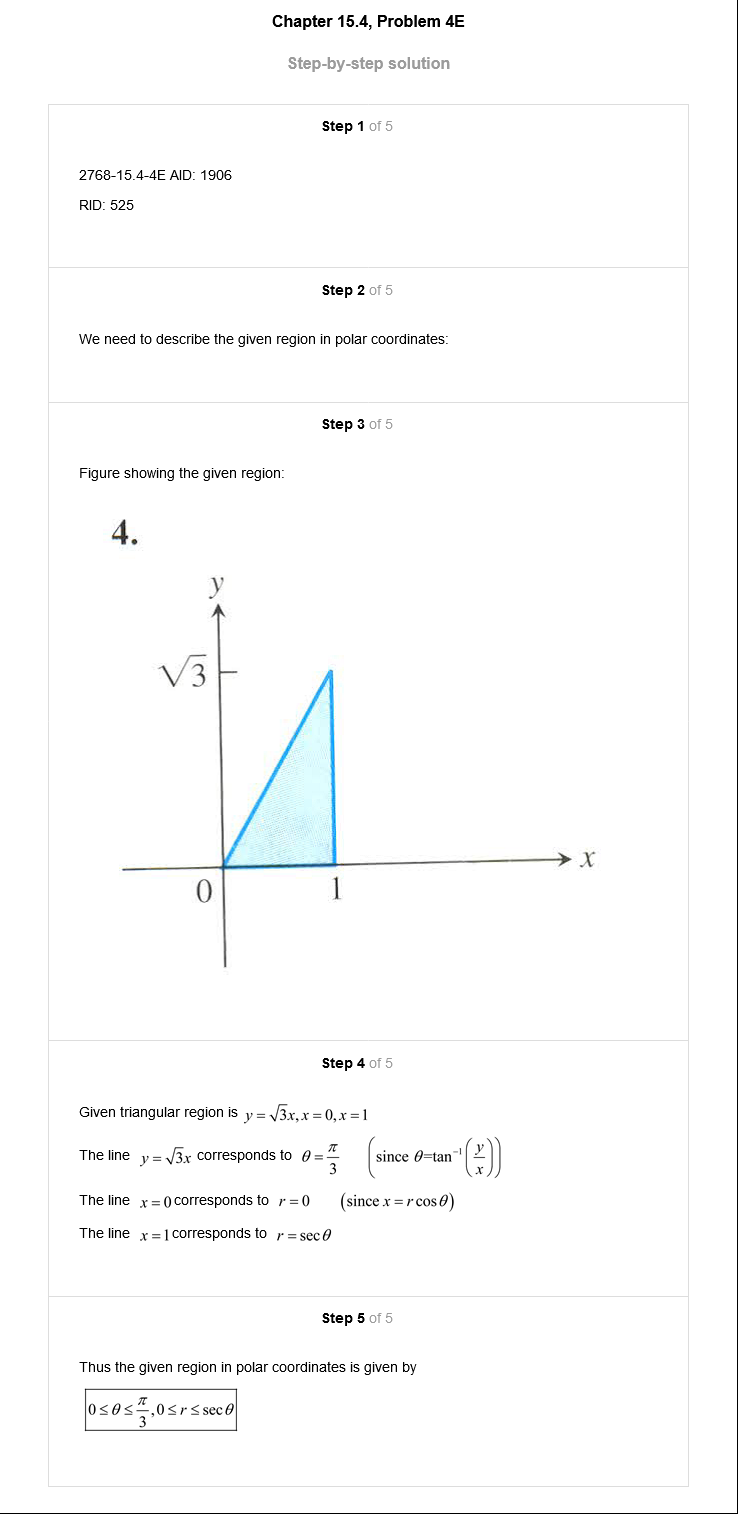 Chapter 15.4, Problem 4E
Step-by-step solution
Step 1 of 5
2768-15.4-4E AID: 1906
RID: 525
Step 2 of 5
We need to describe the given region in polar coordinates:
Step 3 of 5
Figure showing the given region:
4.
y
√3
x
0 1
Step 4 of 5
Given triangular region is y = √3x, x = 0, x = 1
The line y = √3x corresponds to θ = π/3 (since θ=tan⁻¹(y/x))
The line x = 0 corresponds to r = 0 (since x = r cos θ)
The line x = 1 corresponds to r = sec θ
Step 5 of 5
Thus the given region in polar coordinates is given by
0 ≤ θ ≤ π/3, 0 ≤ r ≤ sec θ